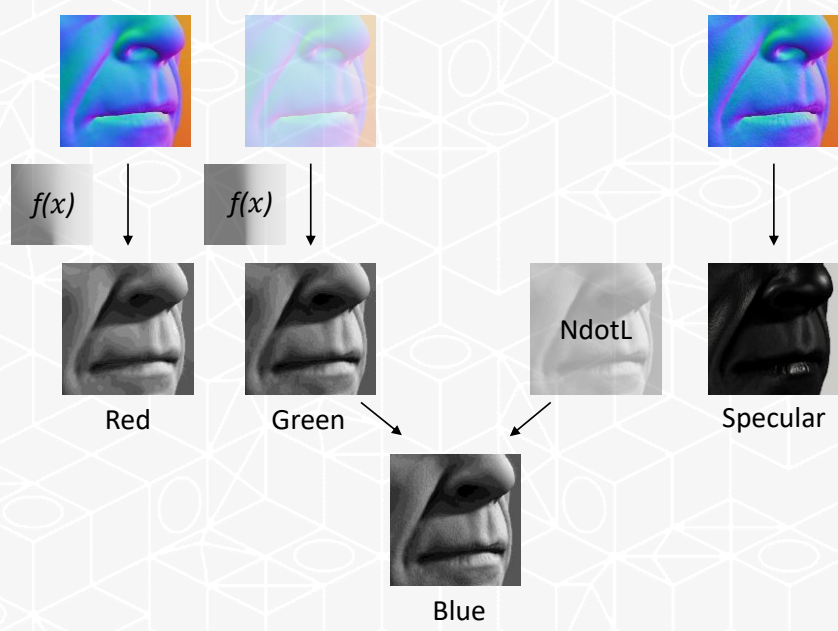 f(x)
f(x)
NdotL
Red
Green
Specular
Blue